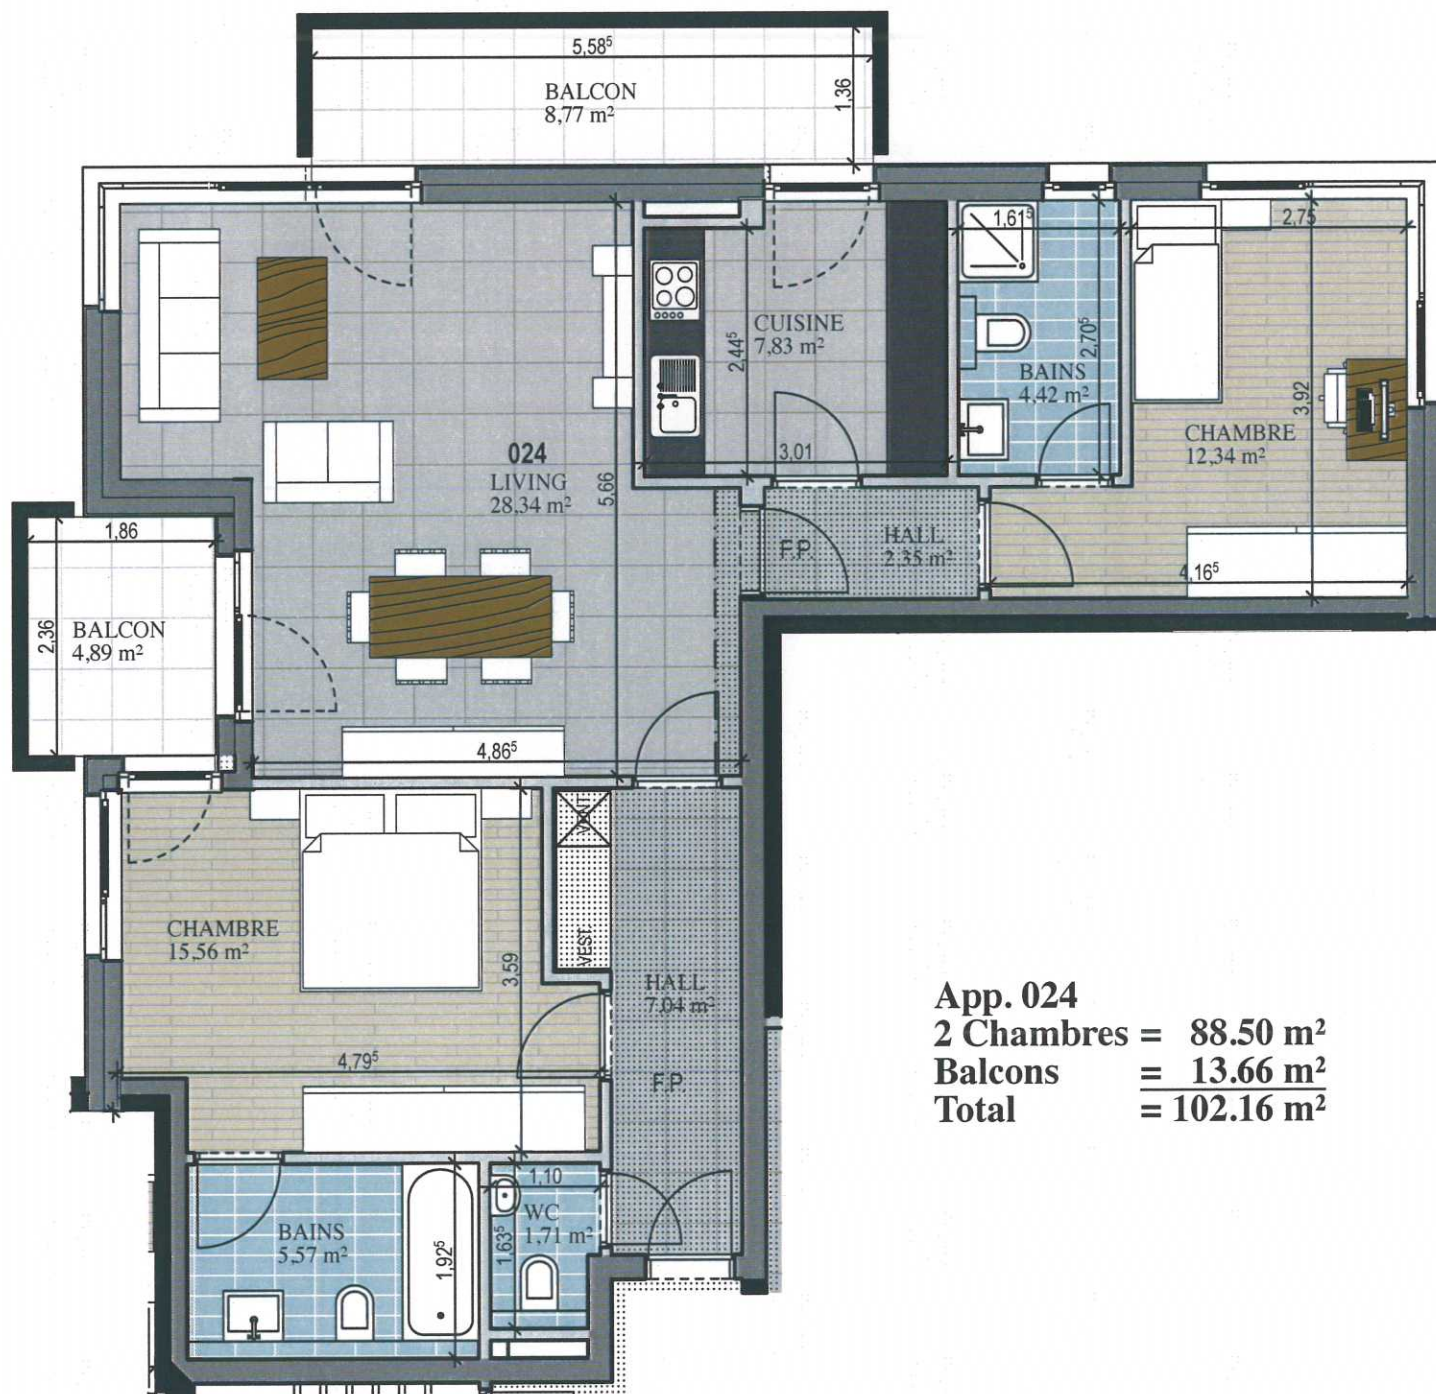 5,58⁵
BALCON
8,77 m²
1,36
1,61⁵
2,75
CUISINE
7,83 m²
2,44⁵
2,70⁵
BAINS
4,42 m²
3,92
CHAMBRE
12,34 m²
3,01
024
LIVING
28,34 m²
5,66
1,86
F.P.
HALL
2,35 m²
4,16⁵
2,36
BALCON
4,89 m²
4,86⁵
VENT
CHAMBRE
15,56 m²
3,59
VEST.
HALL
7,04 m²
4,79⁵
F.P.
App. 024
2 Chambres = 88.50 m²
Balcons = 13.66 m²
Total = 102.16 m²
1,10
WC
1,71 m²
1,63⁵
BAINS
5,57 m²
1,92⁵